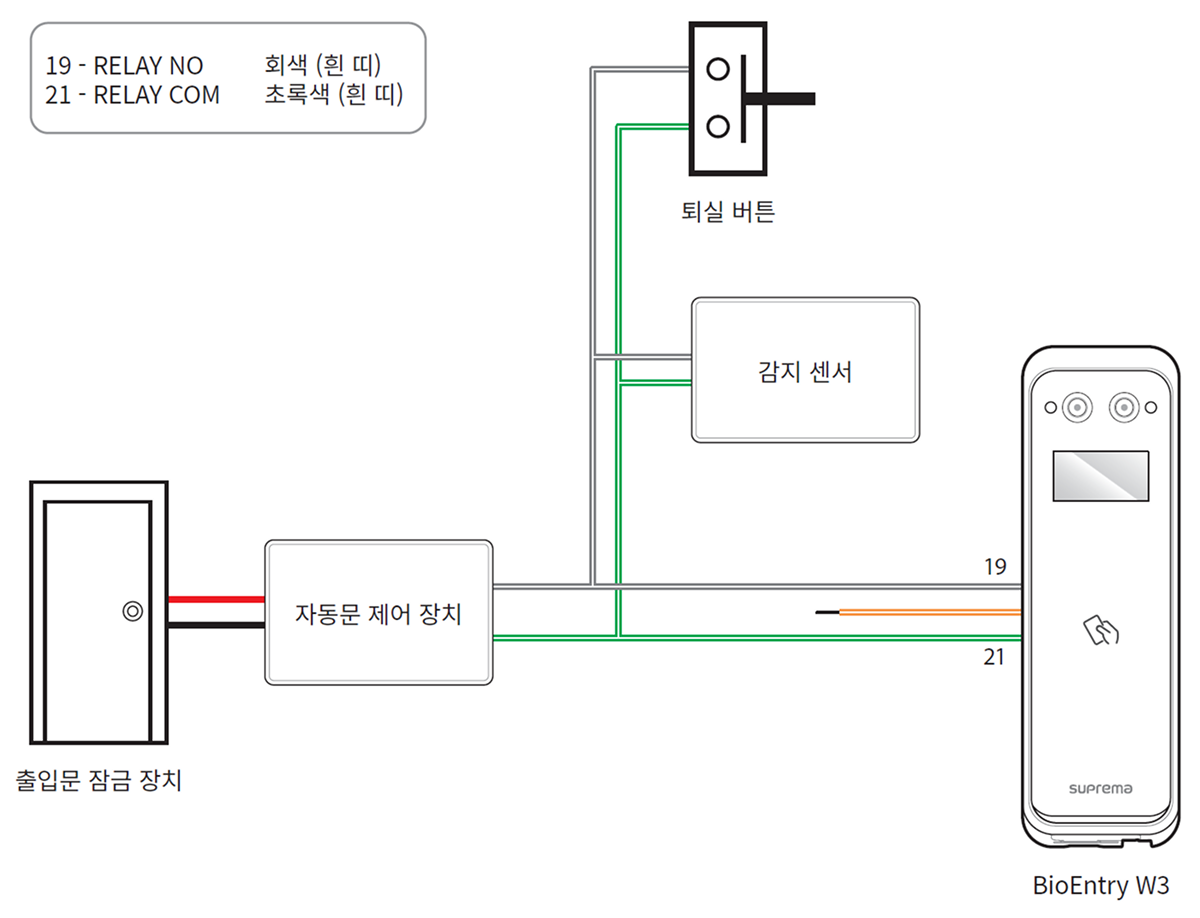 19 - RELAY NO 회색 (흰 띠)
21 - RELAY COM 초록색 (흰 띠)
퇴실 버튼
감지 센서
19
자동문 제어 장치
21
출입문 잠금 장치
suprema
BioEntry W3